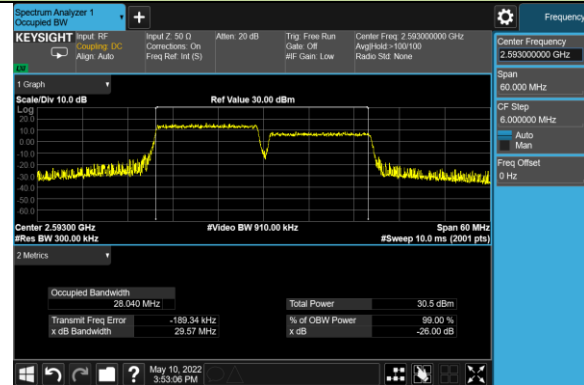 Spectrum Analyzer 1
Occupied BW
Frequency
KEYSIGHT
Input: RF
Coupling: DC
Align: Auto
Input Z: 50 Ω
Corrections: On
Freq Ref: Int (S)
Atten: 20 dB
Trig: Free Run
Gate: Off
#IF Gain: Low
Center Freq: 2.593000000 GHz
Avg|Hold:>100/100
Radio Std: None
LXI
Center Frequency
2.593000000 GHz
Span
60.000 MHz
CF Step
6.000000 MHz
Auto
Man
Freq Offset
0 Hz
1 Graph
Scale/Div 10.0 dB
Ref Value 30.00 dBm
Log
20.0
10.0
0.00
-10.0
-20.0
-30.0
-40.0
-50.0
-60.0
Center 2.59300 GHz
#Video BW 910.00 kHz
Span 60 MHz
#Res BW 300.00 kHz
#Sweep 10.0 ms (2001 pts)
2 Metrics
Occupied Bandwidth
28.040 MHz
Total Power
30.5 dBm
Transmit Freq Error
-189.34 kHz
% of OBW Power
99.00 %
x dB Bandwidth
29.57 MHz
x dB
-26.00 dB
?
May 10, 2022
3:53:06 PM